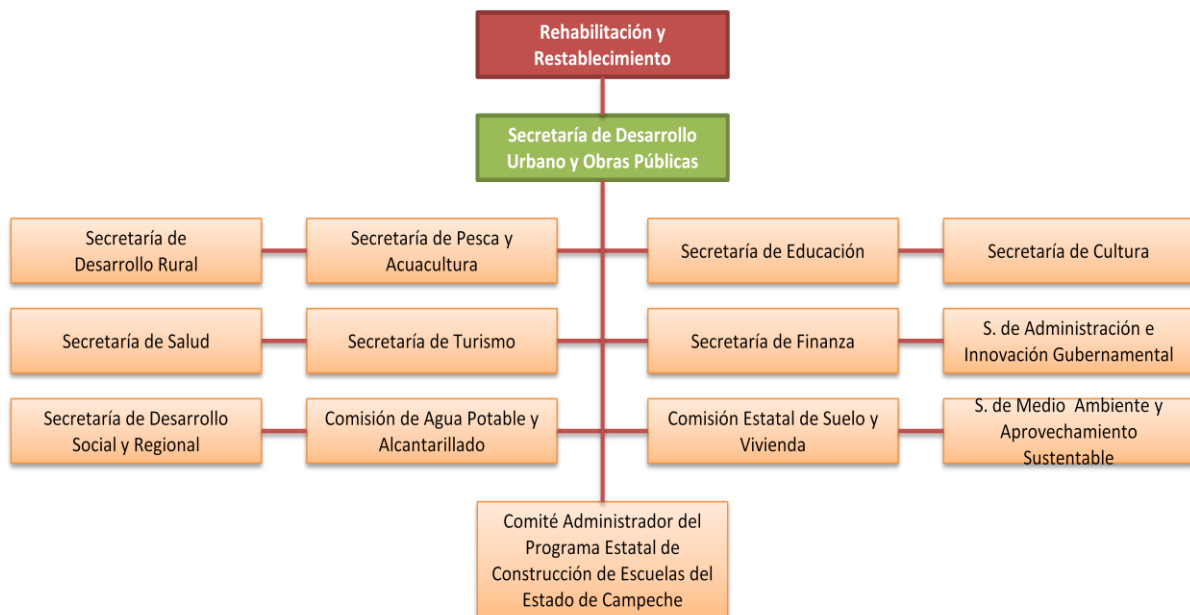 Rehabilitación y
Restablecimiento
Secretaría de Desarrollo
Urbano y Obras Públicas
Secretaría de
Desarrollo Rural
Secretaría de Pesca y
Acuacultura
Secretaría de Educación
Secretaría de Cultura
Secretaría de Salud
Secretaría de Turismo
Secretaría de Finanza
S. de Administración e
Innovación Gubernamental
Secretaría de Desarrollo
Social y Regional
Comisión de Agua Potable y
Alcantarillado
Comisión Estatal de Suelo y
Vivienda
S. de Medio Ambiente y
Aprovechamiento
Sustentable
Comité Administrador del
Programa Estatal de
Construcción de Escuelas del
Estado de Campeche